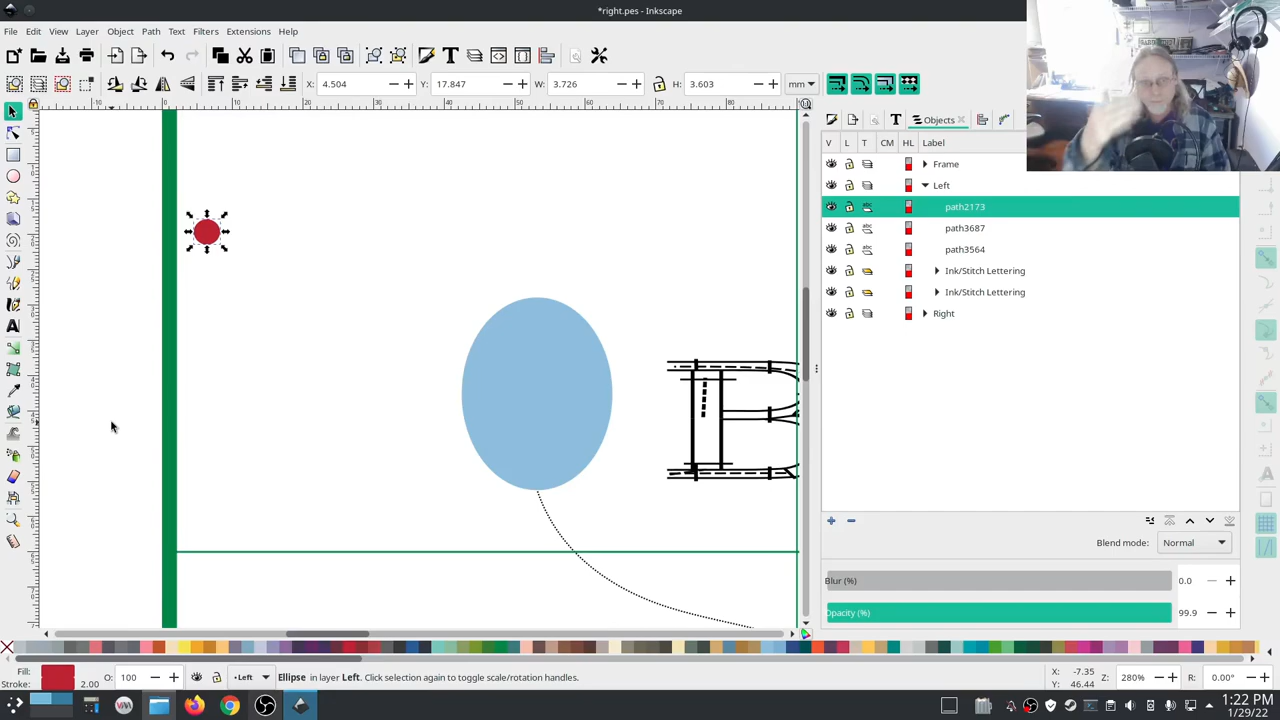 *right.pes - Inkscape
File Edit View Layer Object Path Text Filters Extensions Help
X: 4.504 Y: 17.847 W: 3.726 H: 3.603 mm
Objects
V L T CM HL Label
Frame
Left
path2173
path3687
path3564
Ink/Stitch Lettering
Ink/Stitch Lettering
Right
Blend mode: Normal
Blur (%) 0.0
Opacity (%) 99.9
Fill: O: 100 Left Ellipse in layer Left. Click selection again to toggle scale/rotation handles. X: -7.35 Z: 280% R: 0.00°
Stroke: 2.00 Y: 46.44
1:22 PM
1/29/22